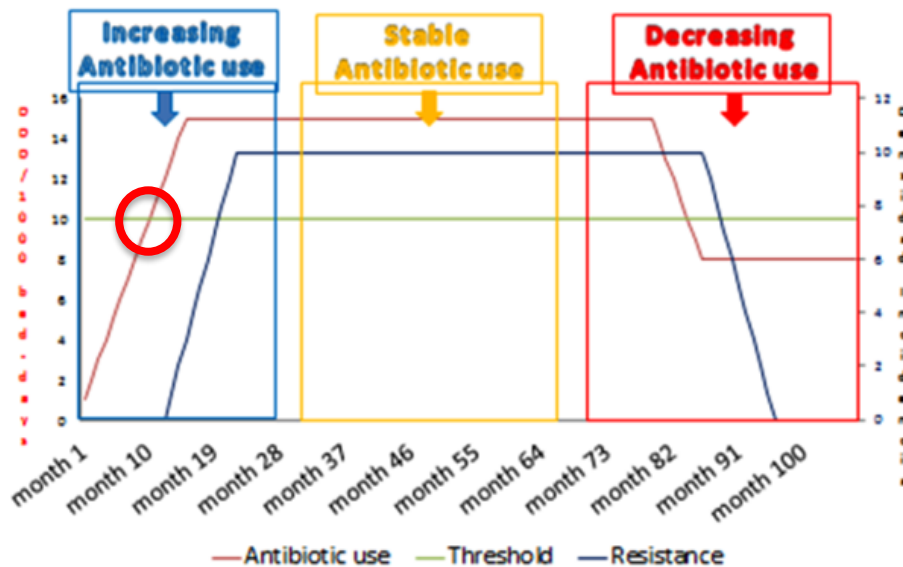 Increasing
Antibiotic use
Stable
Antibiotic use
Decreasing
Antibiotic use
16
14
12
10
8
6
4
2
0
12
10
8
6
4
2
0
month 1
month 10
month 19
month 28
month 37
month 46
month 55
month 64
month 73
month 82
month 91
month 100
Antibiotic use
Threshold
Resistance